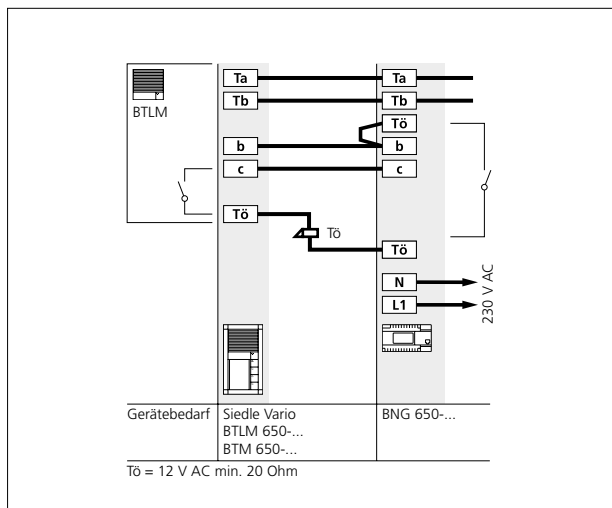 BTLM
Ta Ta
Tb Tb
Tö
b b
c c
Tö
Tö
Tö
N
L1
230 V AC
Gerätebedarf Siedle Vario BNG 650-...
BTLM 650-...
BTM 650-...
Tö = 12 V AC min. 20 Ohm